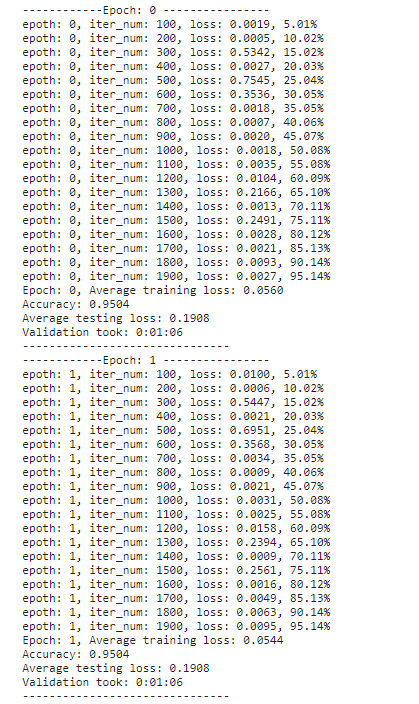 ------------Epoch: 0 ----------------
epoth: 0, iter_num: 100, loss: 0.0019, 5.01%
epoth: 0, iter_num: 200, loss: 0.0005, 10.02%
epoth: 0, iter_num: 300, loss: 0.5342, 15.02%
epoth: 0, iter_num: 400, loss: 0.0027, 20.03%
epoth: 0, iter_num: 500, loss: 0.7545, 25.04%
epoth: 0, iter_num: 600, loss: 0.3536, 30.05%
epoth: 0, iter_num: 700, loss: 0.0018, 35.05%
epoth: 0, iter_num: 800, loss: 0.0007, 40.06%
epoth: 0, iter_num: 900, loss: 0.0020, 45.07%
epoth: 0, iter_num: 1000, loss: 0.0018, 50.08%
epoth: 0, iter_num: 1100, loss: 0.0035, 55.08%
epoth: 0, iter_num: 1200, loss: 0.0104, 60.09%
epoth: 0, iter_num: 1300, loss: 0.2166, 65.10%
epoth: 0, iter_num: 1400, loss: 0.0013, 70.11%
epoth: 0, iter_num: 1500, loss: 0.2491, 75.11%
epoth: 0, iter_num: 1600, loss: 0.0028, 80.12%
epoth: 0, iter_num: 1700, loss: 0.0021, 85.13%
epoth: 0, iter_num: 1800, loss: 0.0093, 90.14%
epoth: 0, iter_num: 1900, loss: 0.0027, 95.14%
Epoch: 0, Average training loss: 0.0560
Accuracy: 0.9504
Average testing loss: 0.1908
Validation took: 0:01:06
-------------------------------
------------Epoch: 1 ----------------
epoth: 1, iter_num: 100, loss: 0.0100, 5.01%
epoth: 1, iter_num: 200, loss: 0.0006, 10.02%
epoth: 1, iter_num: 300, loss: 0.5447, 15.02%
epoth: 1, iter_num: 400, loss: 0.0021, 20.03%
epoth: 1, iter_num: 500, loss: 0.6951, 25.04%
epoth: 1, iter_num: 600, loss: 0.3568, 30.05%
epoth: 1, iter_num: 700, loss: 0.0034, 35.05%
epoth: 1, iter_num: 800, loss: 0.0009, 40.06%
epoth: 1, iter_num: 900, loss: 0.0021, 45.07%
epoth: 1, iter_num: 1000, loss: 0.0031, 50.08%
epoth: 1, iter_num: 1100, loss: 0.0025, 55.08%
epoth: 1, iter_num: 1200, loss: 0.0158, 60.09%
epoth: 1, iter_num: 1300, loss: 0.2394, 65.10%
epoth: 1, iter_num: 1400, loss: 0.0009, 70.11%
epoth: 1, iter_num: 1500, loss: 0.2561, 75.11%
epoth: 1, iter_num: 1600, loss: 0.0016, 80.12%
epoth: 1, iter_num: 1700, loss: 0.0049, 85.13%
epoth: 1, iter_num: 1800, loss: 0.0063, 90.14%
epoth: 1, iter_num: 1900, loss: 0.0095, 95.14%
Epoch: 1, Average training loss: 0.0544
Accuracy: 0.9504
Average testing loss: 0.1908
Validation took: 0:01:06
-------------------------------